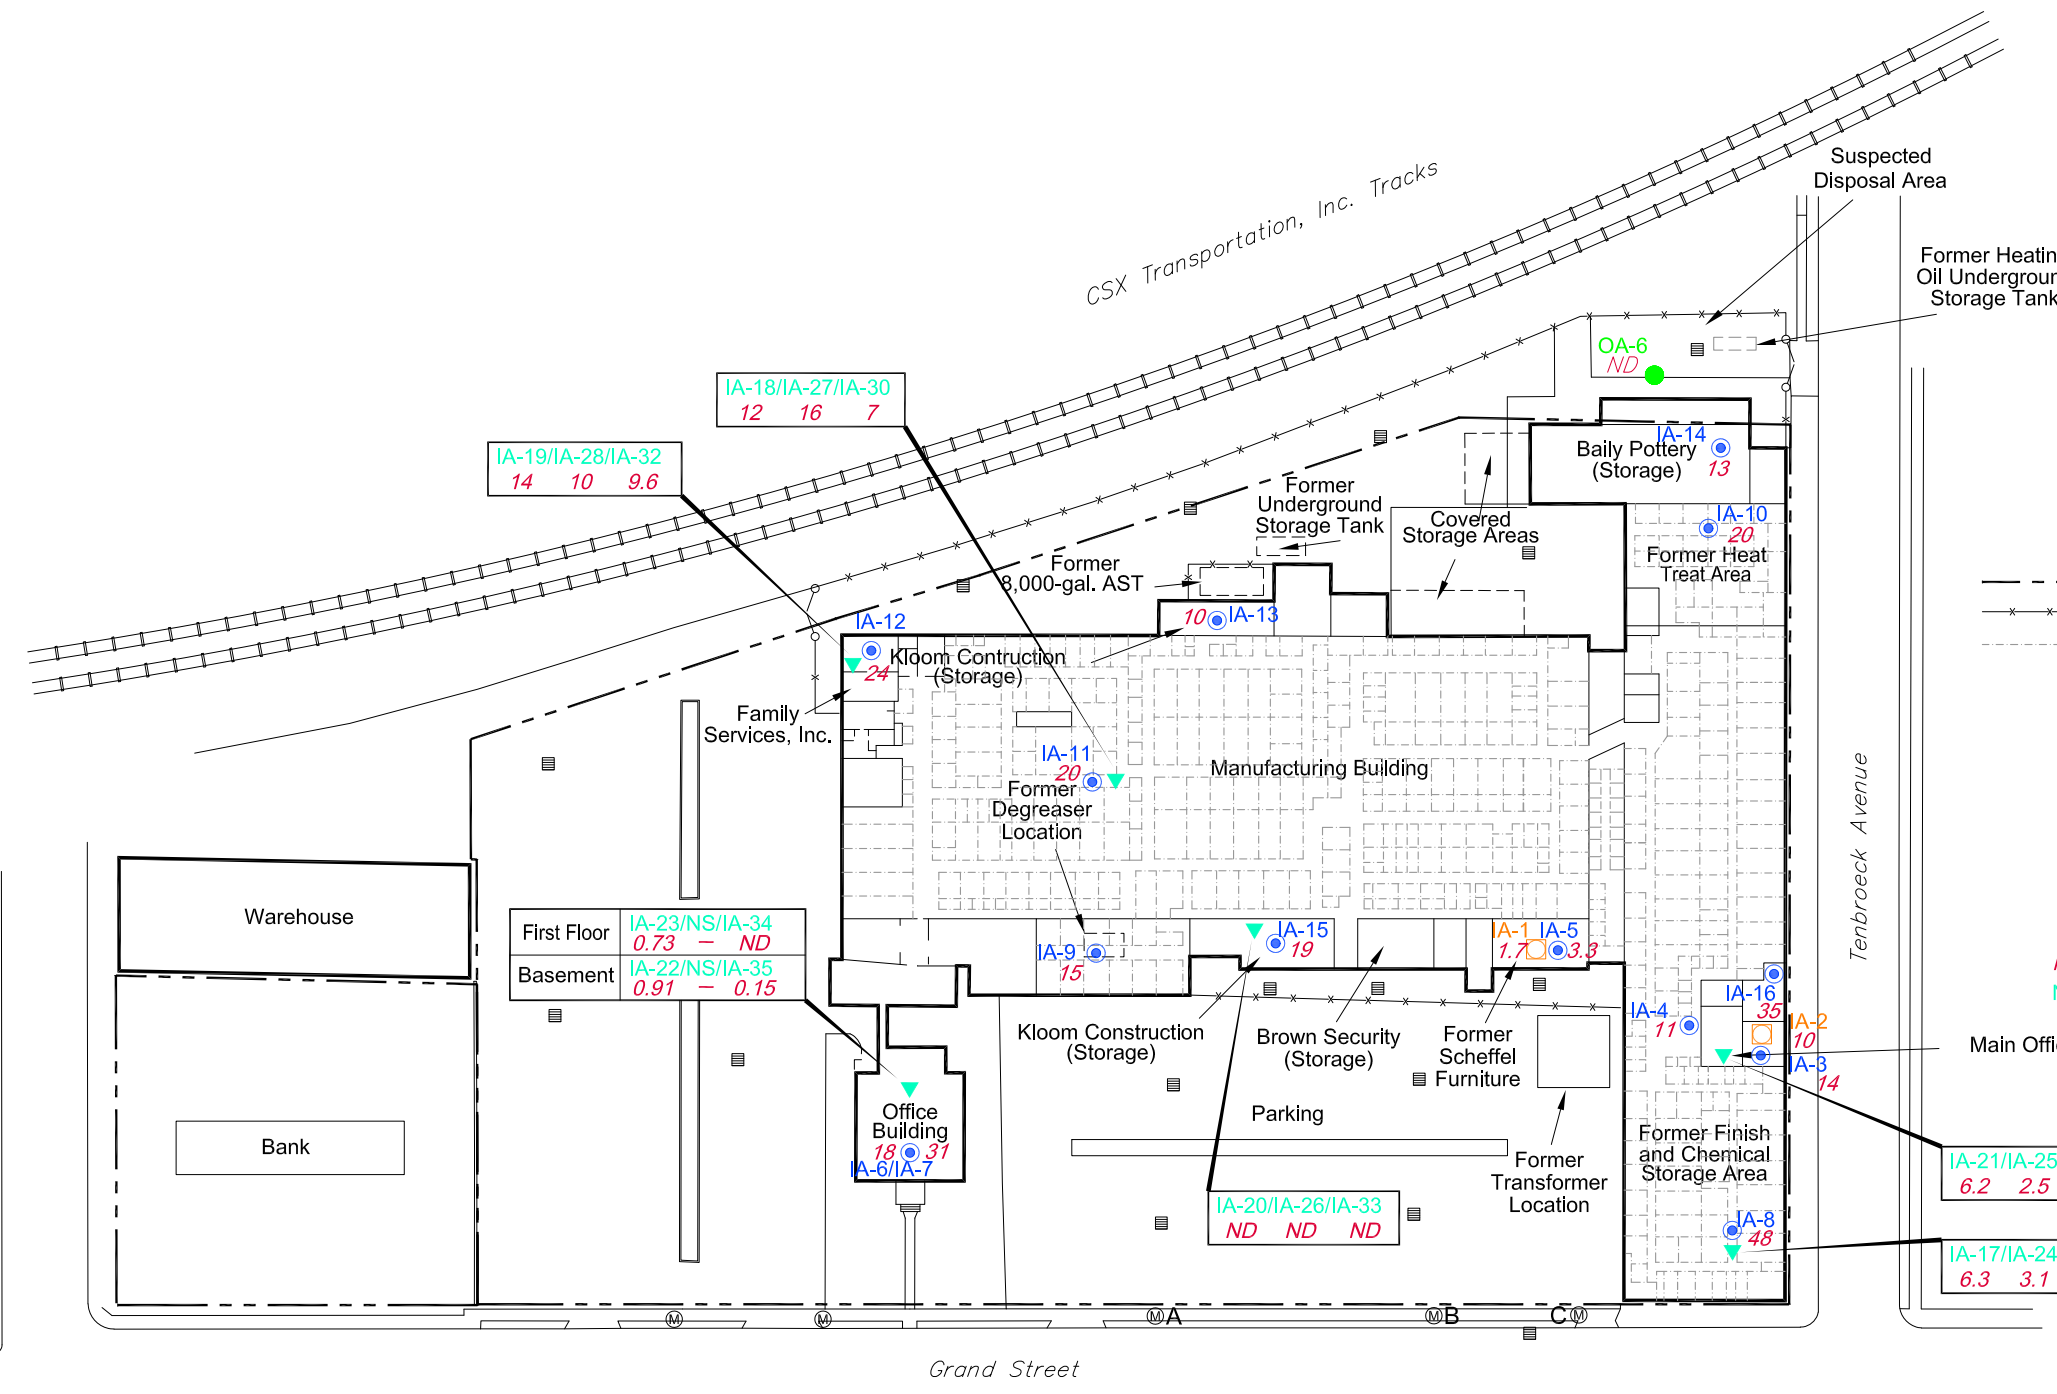 CSX Transportation, Inc. Tracks
Suspected
Disposal Area
Former Heatin
Oil Undergroun
Storage Tank
OA-6
ND
IA-18/IA-27/IA-30
12 16 7
IA-19/IA-28/IA-32
14 10 9.6
Baily Pottery
(Storage)
IA-14
13
Former
Underground
Storage Tank
Covered
Storage Areas
IA-10
20
Former Heat
Treat Area
Former
8,000-gal. AST
IA-12
24
10
IA-13
Kloom Contruction
(Storage)
Family
Services, Inc.
IA-11
20
Manufacturing Building
Former
Degreaser
Location
Tenbroeck Avenue
Warehouse
First Floor
IA-23/NS/IA-34
0.73 — ND
Basement
IA-22/NS/IA-35
0.91 — 0.15
IA-9
15
IA-15
19
IA-1
1.7
IA-5
3.3
IA-16
35
IA-4
11
IA-2
10
IA-3
14
Main Offi
Kloom Construction
(Storage)
Brown Security
(Storage)
Former
Scheffel
Furniture
Parking
Office
Building
18 31
IA-6/IA-7
Bank
Former
Transformer
Location
Former Finish
and Chemical
Storage Area
IA-20/IA-26/IA-33
ND ND ND
IA-21/IA-25
6.2 2.5
IA-8
48
IA-17/IA-24
6.3 3.1
M
M
M A
M B
C M
Grand Street